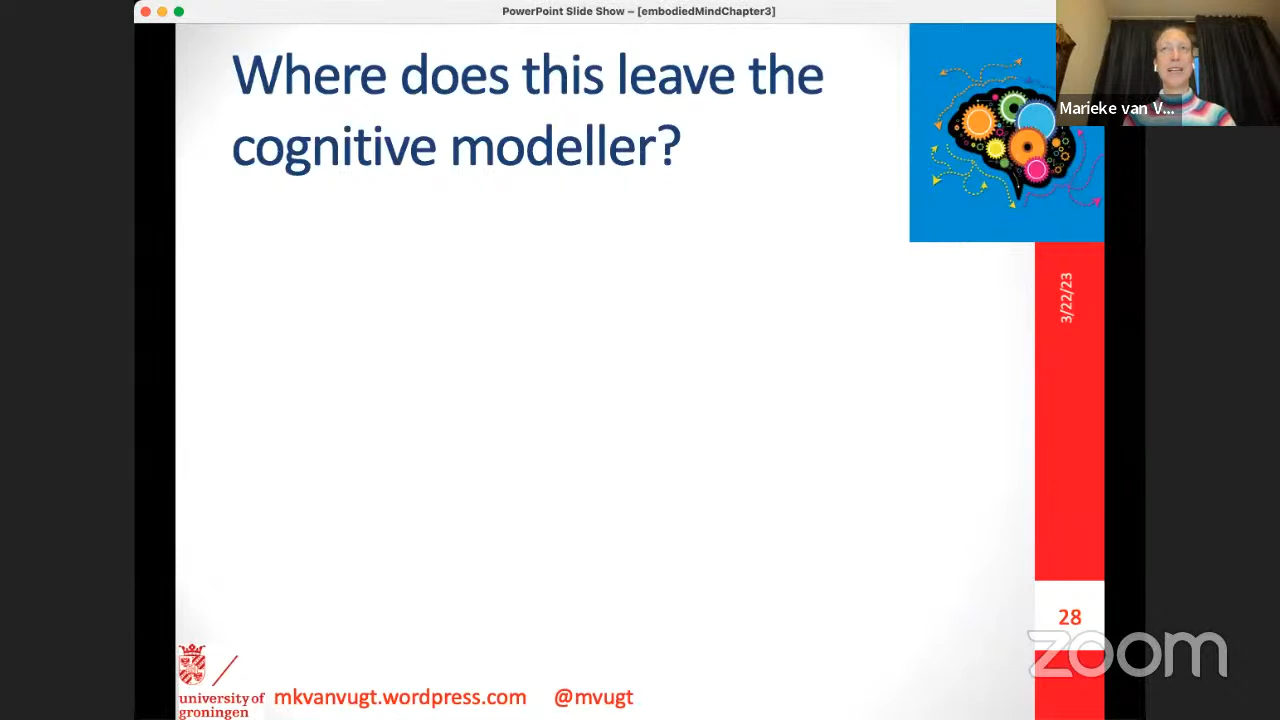 PowerPoint Slide Show – [embodiedMindChapter3]
Where does this leave the
cognitive modeller?
Marieke van V...
3/22/23
28
zoom
university of
groningen
mkvanvugt.wordpress.com @mvugt